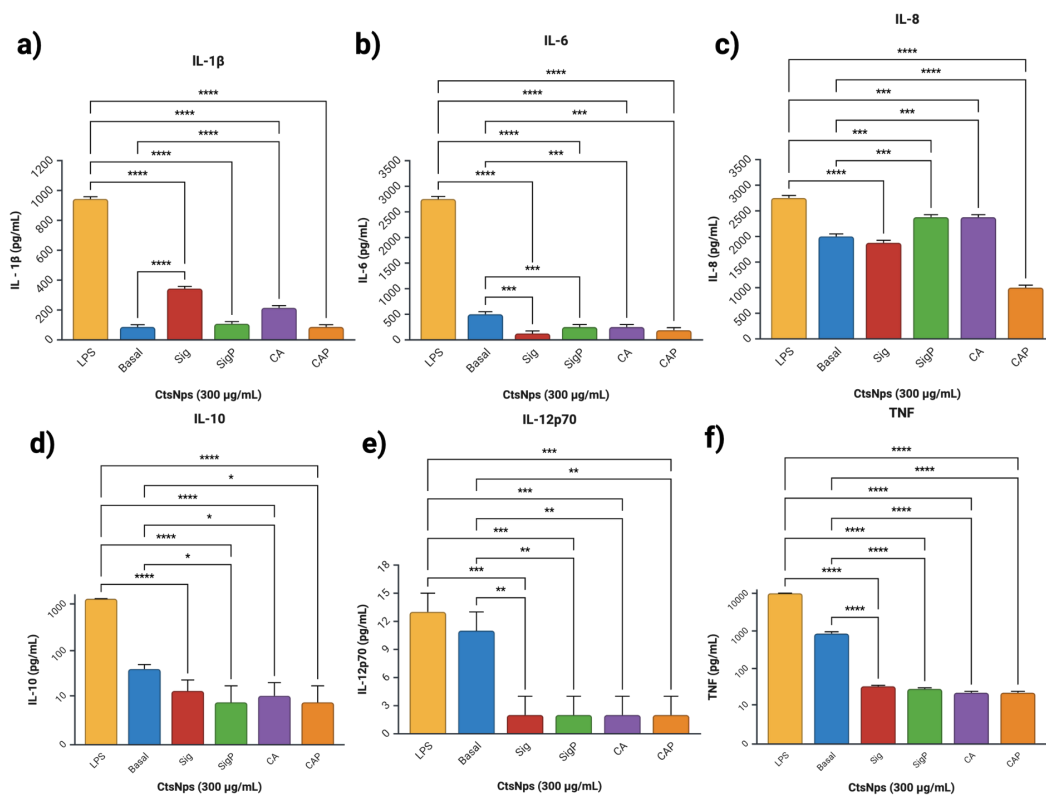 a)
IL-1β
****
****
****
****
****
****
1200
1000
800
600
400
200
0
IL - 1β (pg/mL)
LPS
Basal
Sig
SigP
CA
CAP
CtsNps (300 µg/mL)
b)
IL-6
****
****
***
****
***
****
***
***
3500
3000
2500
2000
1500
1000
500
0
IL-6 (pg/mL)
LPS
Basal
Sig
SigP
CA
CAP
CtsNps (300 µg/mL)
c)
IL-8
****
****
***
***
***
***
****
3500
3000
2500
2000
1500
1000
500
0
IL-8 (pg/mL)
LPS
Basal
Sig
SigP
CA
CAP
CtsNps (300 µg/mL)
d)
IL-10
****
*
****
*
****
*
****
1000
100
10
0
IL-10 (pg/mL)
LPS
Basal
Sig
SigP
CA
CAP
CtsNps (300 µg/mL)
e)
IL-12p70
***
**
***
**
***
**
***
**
18
15
12
9
6
3
0
IL-12p70 (pg/mL)
LPS
Basal
Sig
SigP
CA
CAP
CtsNps (300 µg/mL)
f)
TNF
****
****
****
****
****
****
****
****
10000
1000
100
10
0
TNF (pg/mL)
LPS
Basal
Sig
SigP
CA
CAP
CtsNps (300 µg/mL)